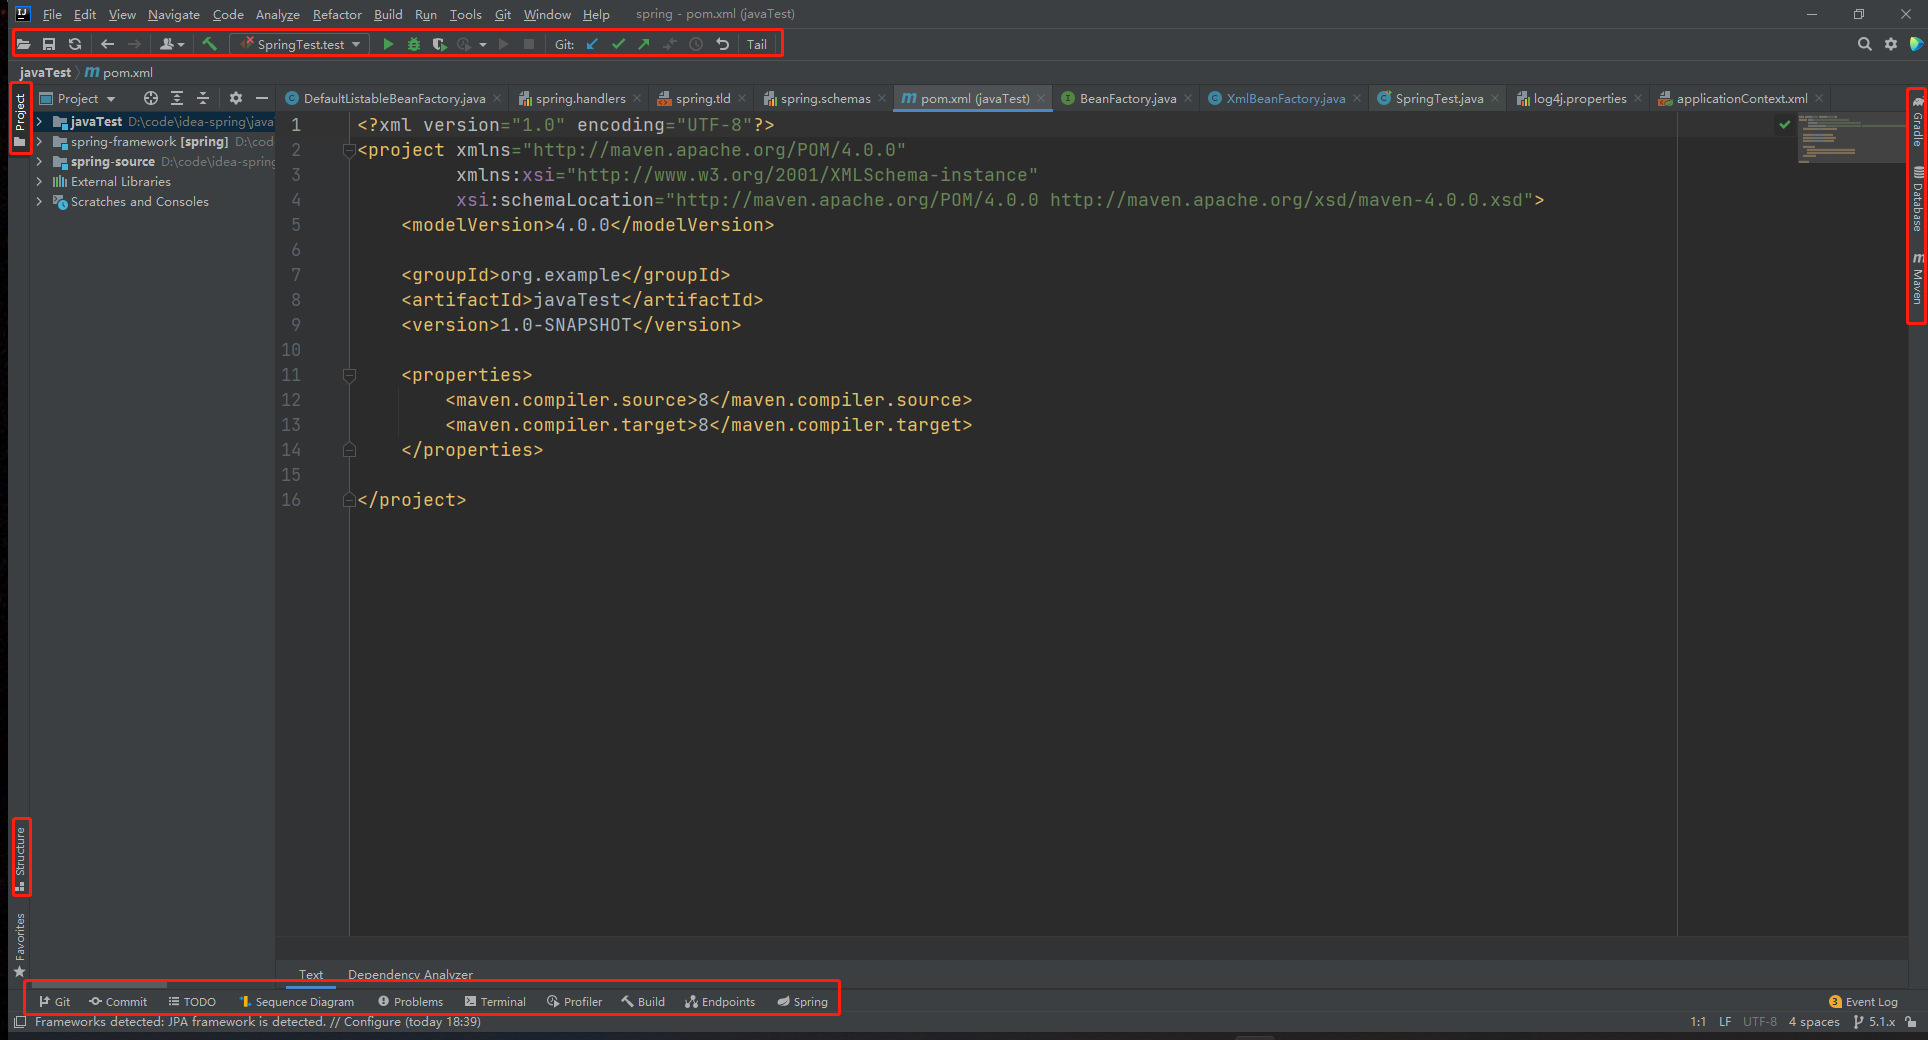 File Edit View Navigate Code Analyze Refactor Build Run Tools Git Window Help spring - pom.xml (javaTest)
SpringTest.test Git: Tail
javaTest pom.xml
Project
Project
DefaultListableBeanFactory.java spring.handlers spring.tld spring.schemas pom.xml (javaTest) BeanFactory.java XmlBeanFactory.java SpringTest.java log4j.properties applicationContext.xml
javaTest D:\code\idea-spring\java
spring-framework [spring] D:\cod
spring-source D:\code\idea-spring
External Libraries
Scratches and Consoles
1 <?xml version="1.0" encoding="UTF-8"?>
2 <project xmlns="http://maven.apache.org/POM/4.0.0"
3 xmlns:xsi="http://www.w3.org/2001/XMLSchema-instance"
4 xsi:schemaLocation="http://maven.apache.org/POM/4.0.0 http://maven.apache.org/xsd/maven-4.0.0.xsd">
5 <modelVersion>4.0.0</modelVersion>
6
7 <groupId>org.example</groupId>
8 <artifactId>javaTest</artifactId>
9 <version>1.0-SNAPSHOT</version>
10
11 <properties>
12 <maven.compiler.source>8</maven.compiler.source>
13 <maven.compiler.target>8</maven.compiler.target>
14 </properties>
15
16 </project>
Gradle
Database
Maven
Structure
Favorites
Text Dependency Analyzer
Git Commit TODO Sequence Diagram Problems Terminal Profiler Build Endpoints Spring 3 Event Log
Frameworks detected: JPA framework is detected. // Configure (today 18:39) 1:1 LF UTF-8 4 spaces 5.1.x